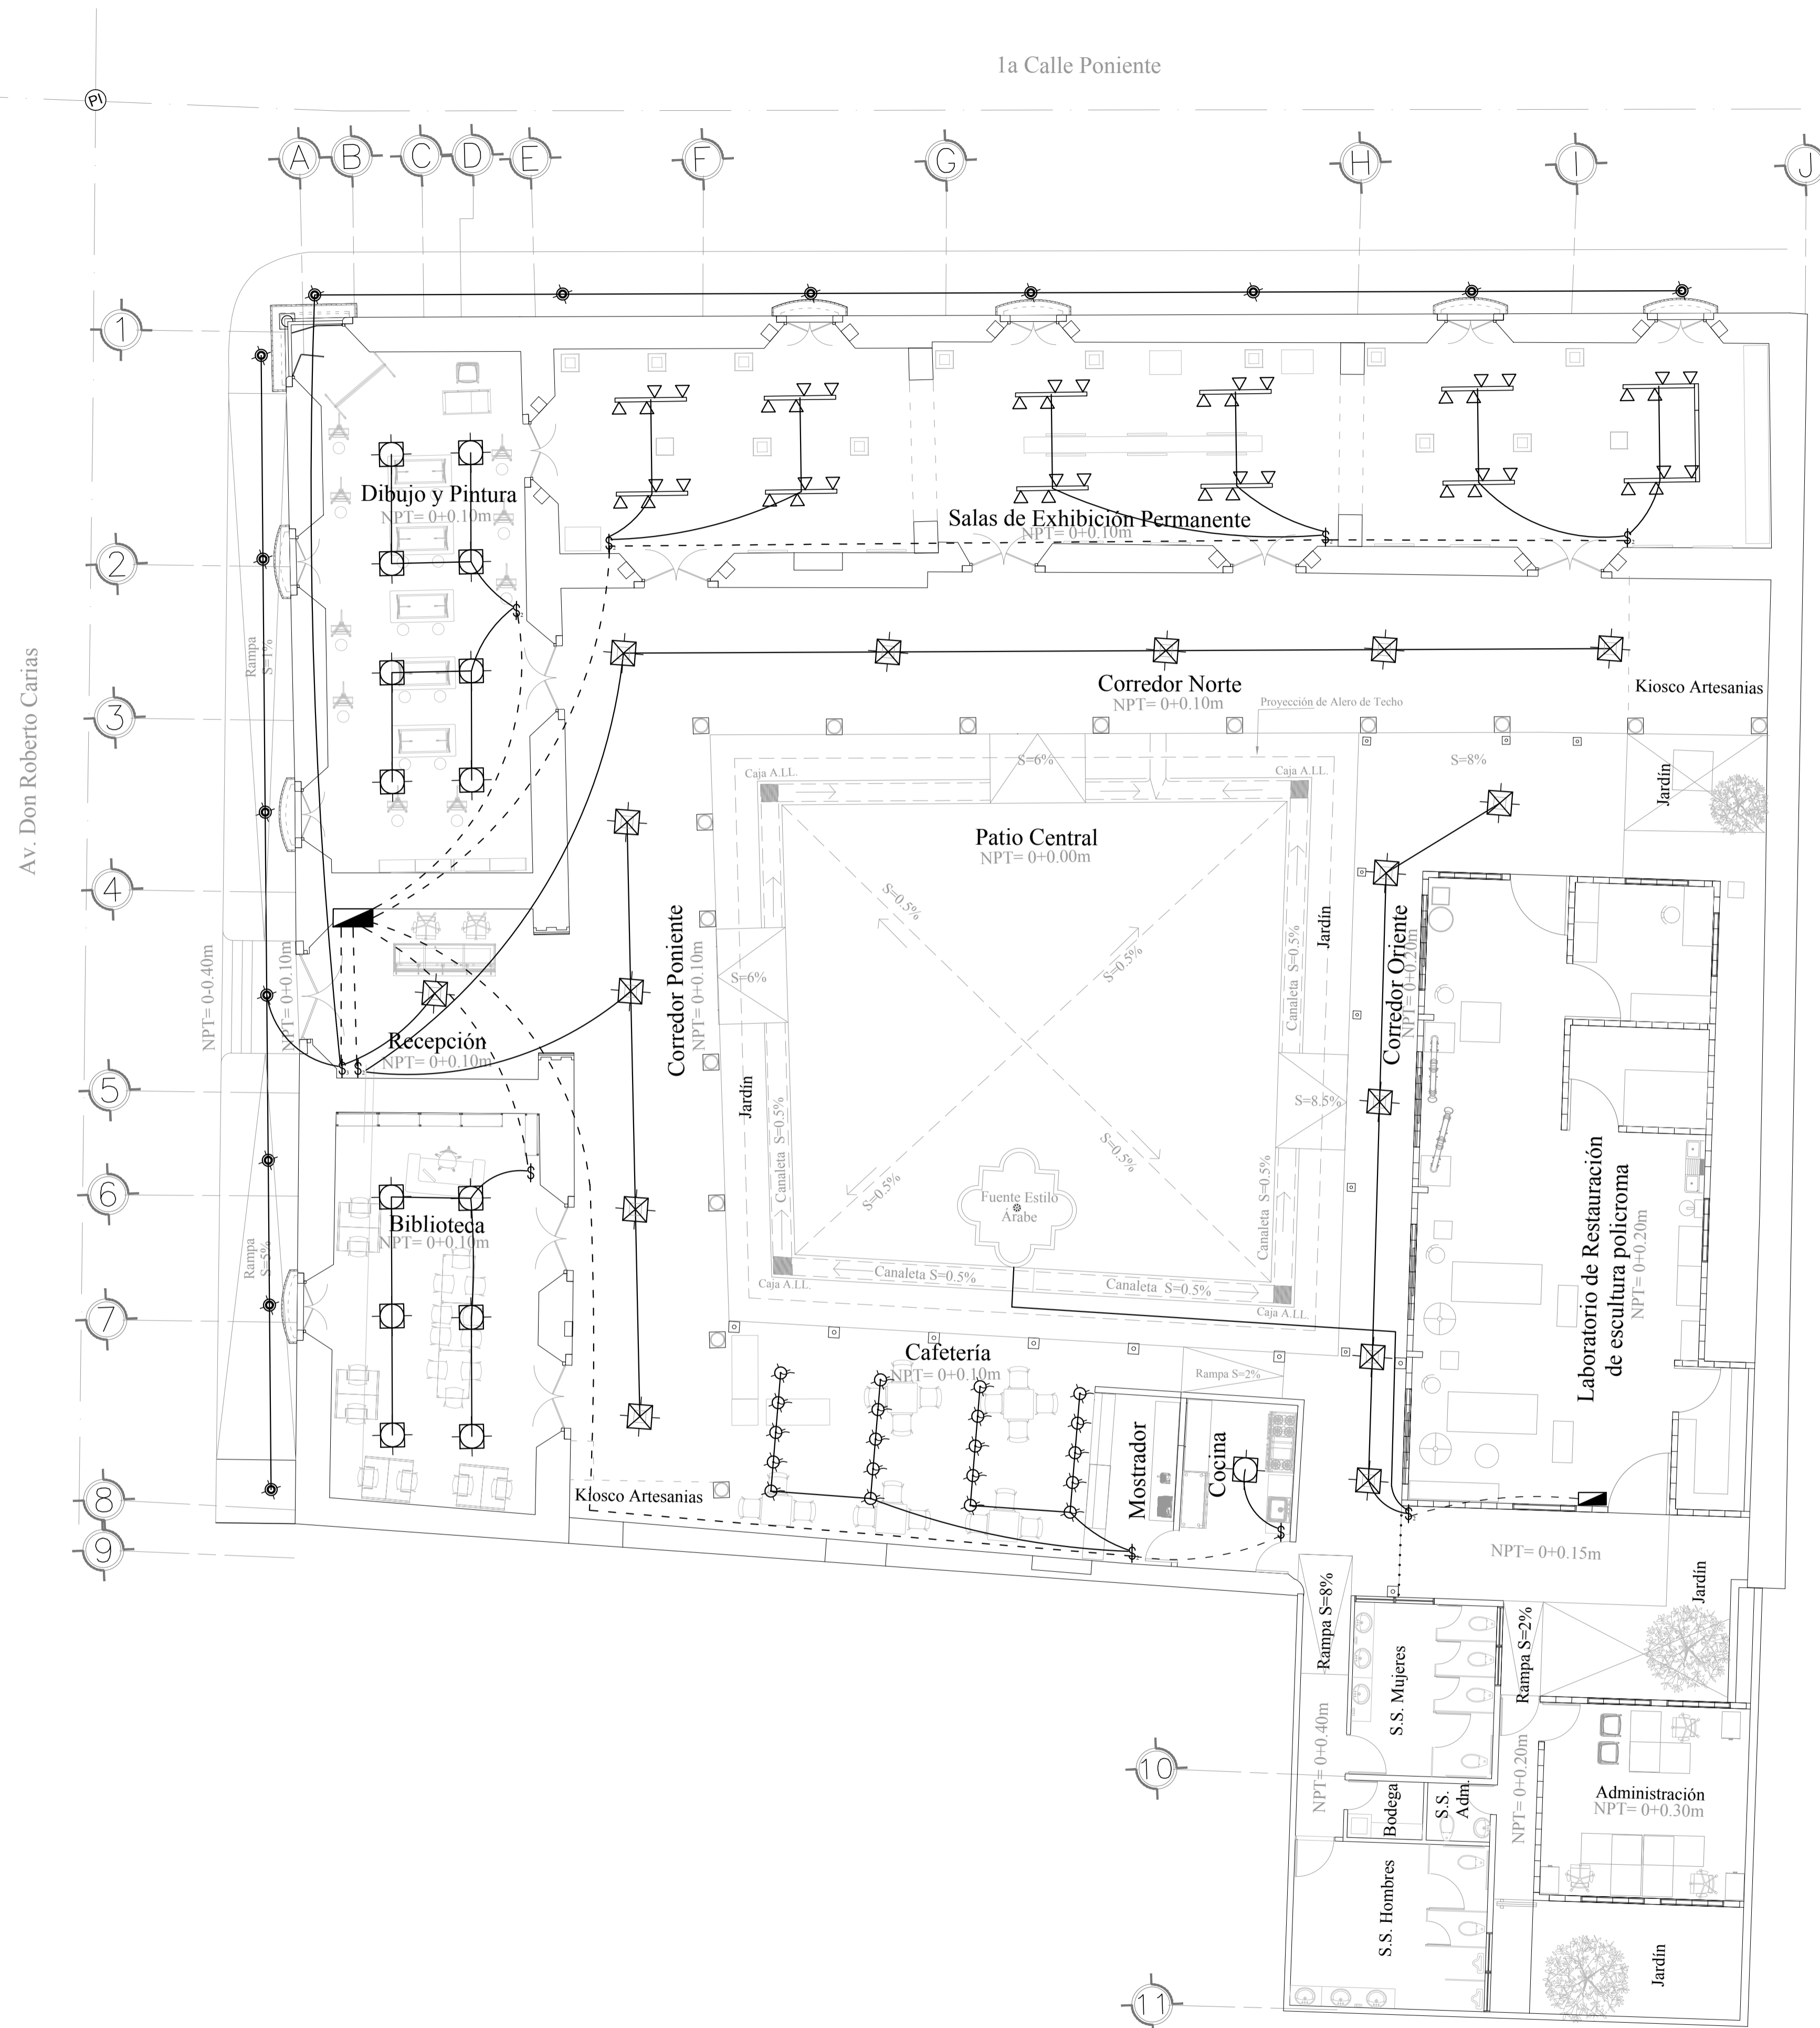 1a Calle Poniente
PI
A
B
C
D
E
F
G
H
I
J
1
2
3
4
5
6
7
8
9
10
11
Av. Don Roberto Carias
Dibujo y Pintura
NPT= 0+0.10m
Salas de Exhibición Permanente
NPT= 0+0.10m
Rampa
S=1%
Corredor Norte
NPT= 0+0.10m
Proyección de Alero de Techo
Kiosco Artesanias
Caja A.LL.
S=6%
Caja A.LL.
S=8%
Jardín
Patio Central
NPT= 0+0.00m
S=0.5%
S=0.5%
S=0.5%
S=0.5%
Corredor Poniente
NPT= 0+0.10m
S=6%
Jardín
Canaleta S=0.5%
Canaleta S=0.5%
Jardín
Corredor Oriente
NPT= 0+0.20m
S=8.5%
Canaleta S=0.5%
NPT= 0-0.40m
NPT= 0+0.10m
Recepción
NPT= 0+0.10m
Fuente Estilo
Árabe
Biblioteca
NPT= 0+0.10m
Rampa
S=5%
Canaleta S=0.5%
Canaleta S=0.5%
Caja A.LL.
Caja A.LL.
Laboratorio de Restauración
de escultura policroma
NPT= 0+0.20m
Cafetería
NPT= 0+0.10m
Rampa S=2%
Mostrador
Cocina
Kiosco Artesanias
NPT= 0+0.15m
Jardín
Rampa S=8%
Rampa S=2%
S.S. Mujeres
NPT= 0+0.40m
NPT= 0+0.20m
Bodega
S.S.
Adm.
Administración
NPT= 0+0.30m
S.S. Hombres
Jardín